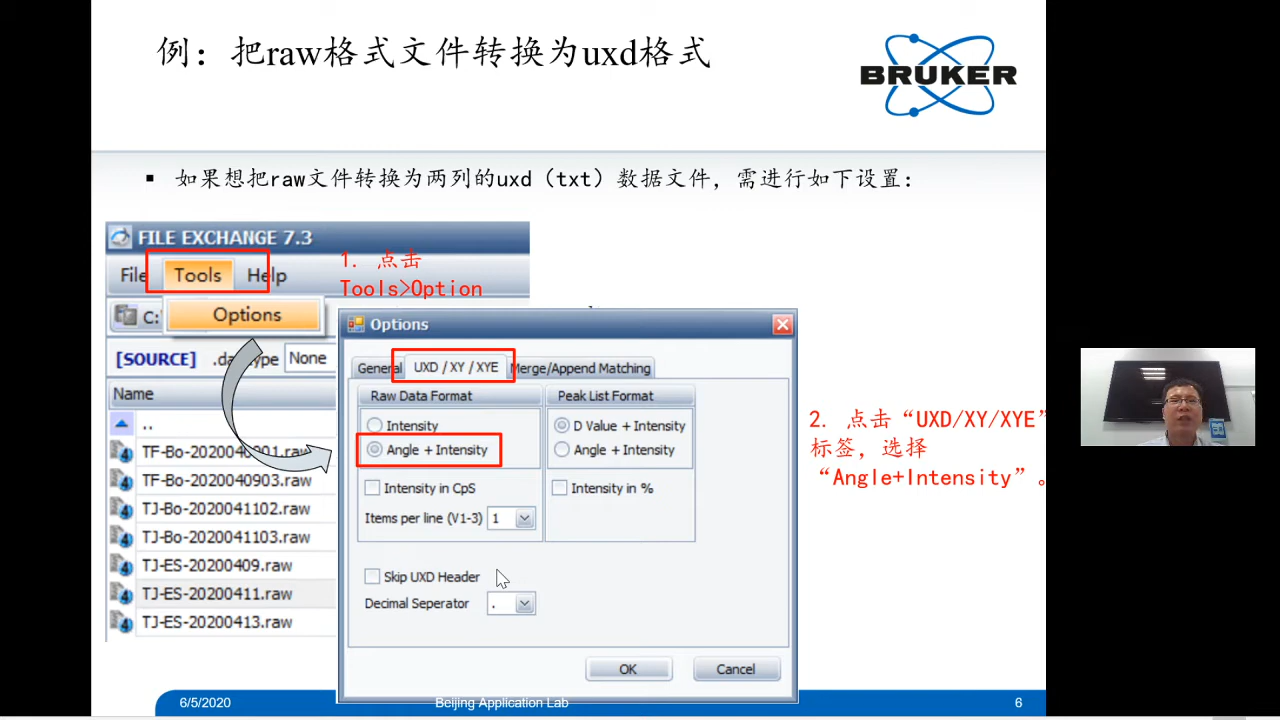 例：把raw格式文件转换为uxd格式
BRUKER
▪ 如果想把raw文件转换为两列的uxd（txt）数据文件，需进行如下设置：
FILE EXCHANGE 7.3
File Tools Help
Options
C:
[SOURCE] .data type None
Name
..
TF-Bo-2020040901.raw
TF-Bo-202040903.raw
TJ-Bo-2020041102.raw
TJ-Bo-202041103.raw
TJ-ES-20200409.raw
TJ-ES-20200411.raw
TJ-ES-20200413.raw
1. 点击
Tools>Option
Options
General UXD / XY / XYE Merge/Append Matching
Raw Data Format
Intensity
Angle + Intensity
Intensity in CpS
Items per line (V1-3) 1
Peak List Format
D Value + Intensity
Angle + Intensity
Intensity in %
Skip UXD Header
Decimal Seperator .
OK Cancel
2. 点击“UXD/XY/XYE”
标签，选择
“Angle+Intensity”。
6/5/2020 Beijing Application Lab 6